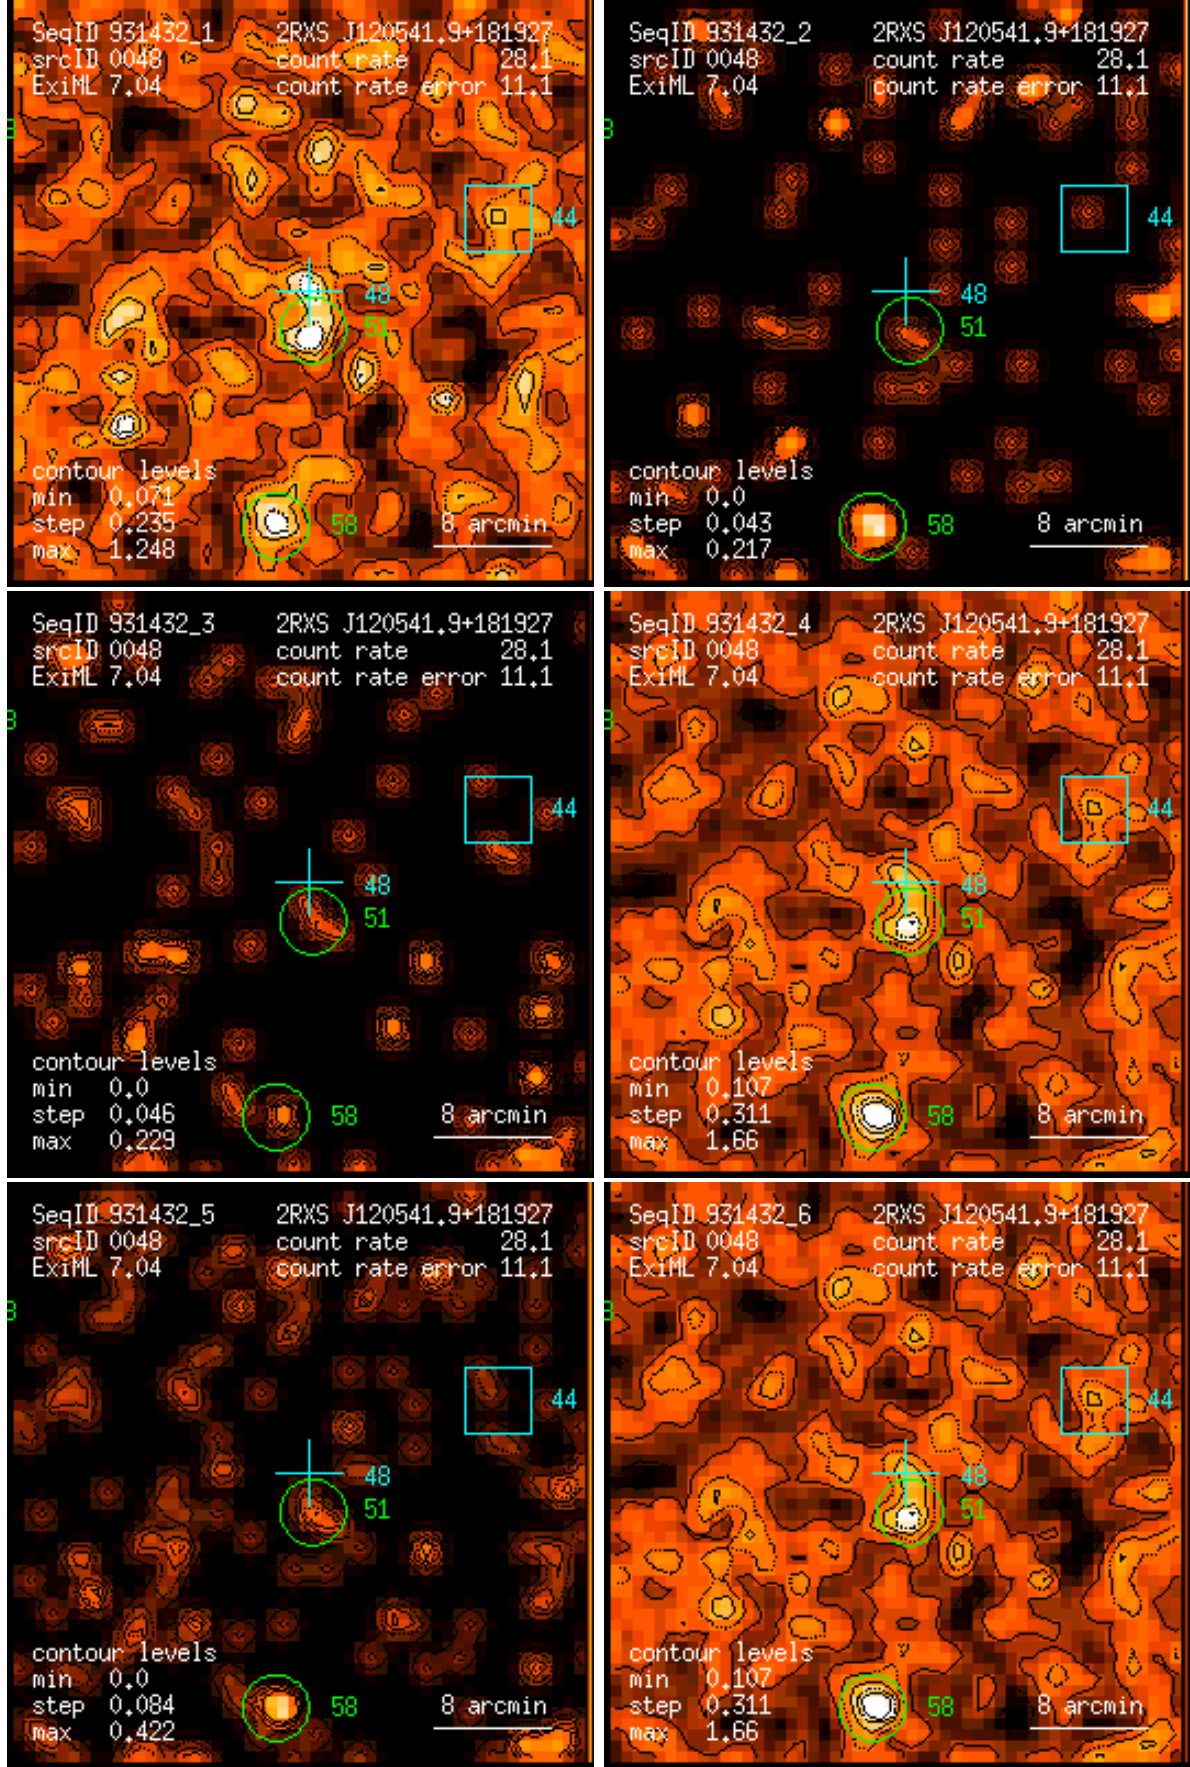 SeqID 931432_1 2RXS J120541.9+181927
srcID 0048 count rate 28.1
ExiML 7.04 count rate error 11.1
3
44
48
51
contour levels
min 0.071
step 0.235 58 8 arcmin
max 1.248
SeqID 931432_2 2RXS J120541.9+181927
srcID 0048 count rate 28.1
ExiML 7.04 count rate error 11.1
3
44
48
51
contour levels
min 0.0
step 0.043 58 8 arcmin
max 0.217
SeqID 931432_3 2RXS J120541.9+181927
srcID 0048 count rate 28.1
ExiML 7.04 count rate error 11.1
3
44
48
51
contour levels
min 0.0
step 0.046 58 8 arcmin
max 0.229
SeqID 931432_4 2RXS J120541.9+181927
srcID 0048 count rate 28.1
ExiML 7.04 count rate error 11.1
3
44
48
51
contour levels
min 0.107
step 0.311 58 8 arcmin
max 1.66
SeqID 931432_5 2RXS J120541.9+181927
srcID 0048 count rate 28.1
ExiML 7.04 count rate error 11.1
3
44
48
51
contour levels
min 0.0
step 0.084 58 8 arcmin
max 0.422
SeqID 931432_6 2RXS J120541.9+181927
srcID 0048 count rate 28.1
ExiML 7.04 count rate error 11.1
3
44
48
51
contour levels
min 0.107
step 0.311 58 8 arcmin
max 1.66